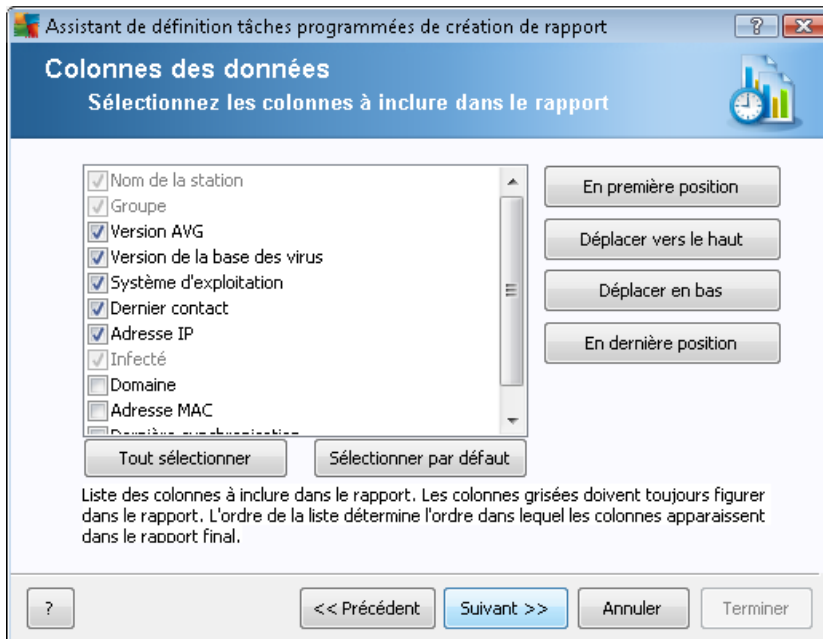 Assistant de définition tâches programmées de création de rapport
?
Colonnes des données
Sélectionnez les colonnes à inclure dans le rapport
Nom de la station
Groupe
Version AVG
Version de la base des virus
Système d'exploitation
Dernier contact
Adresse IP
Infecté
Domaine
Adresse MAC
Dernière synchronisation
En première position
Déplacer vers le haut
Déplacer en bas
En dernière position
Tout sélectionner
Sélectionner par défaut
Liste des colonnes à inclure dans le rapport. Les colonnes grisées doivent toujours figurer
dans le rapport. L'ordre de la liste détermine l'ordre dans lequel les colonnes apparaissent
dans le rapport final.
?
<< Précédent
Suivant >>
Annuler
Terminer